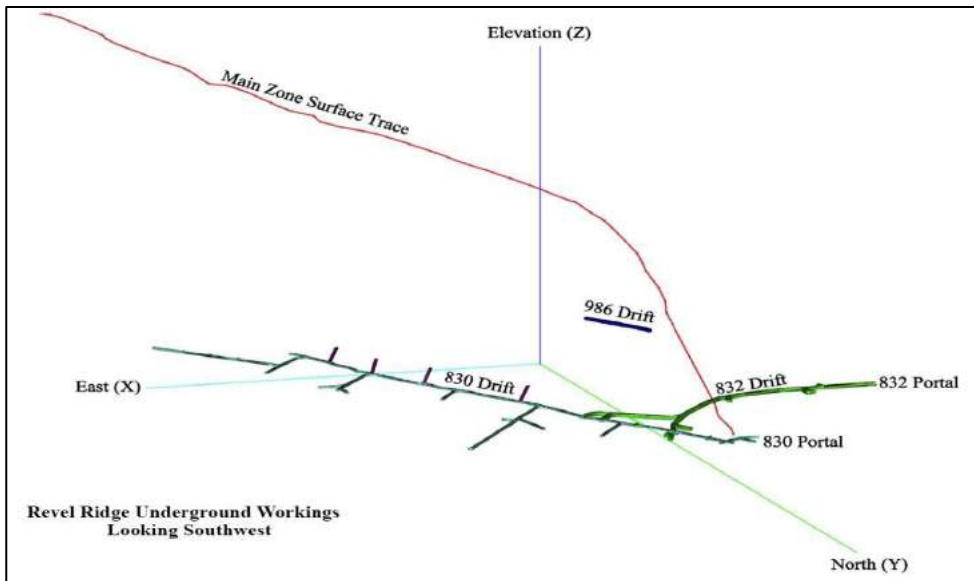 Elevation (Z)
Main Zone Surface Trace
986 Drift
East (X)
830 Drift
832 Drift
832 Portal
830 Portal
Revel Ridge Underground Workings
Looking Southwest
North (Y)